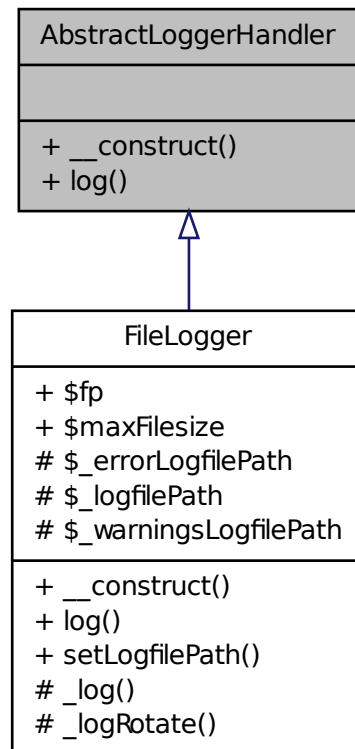 AbstractLoggerHandler
+ __construct()
+ log()
FileLogger
+ $fp
+ $maxFilesize
# $_errorLogfilePath
# $_logfilePath
# $_warningsLogfilePath
+ __construct()
+ log()
+ setLogfilePath()
# _log()
# _logRotate()